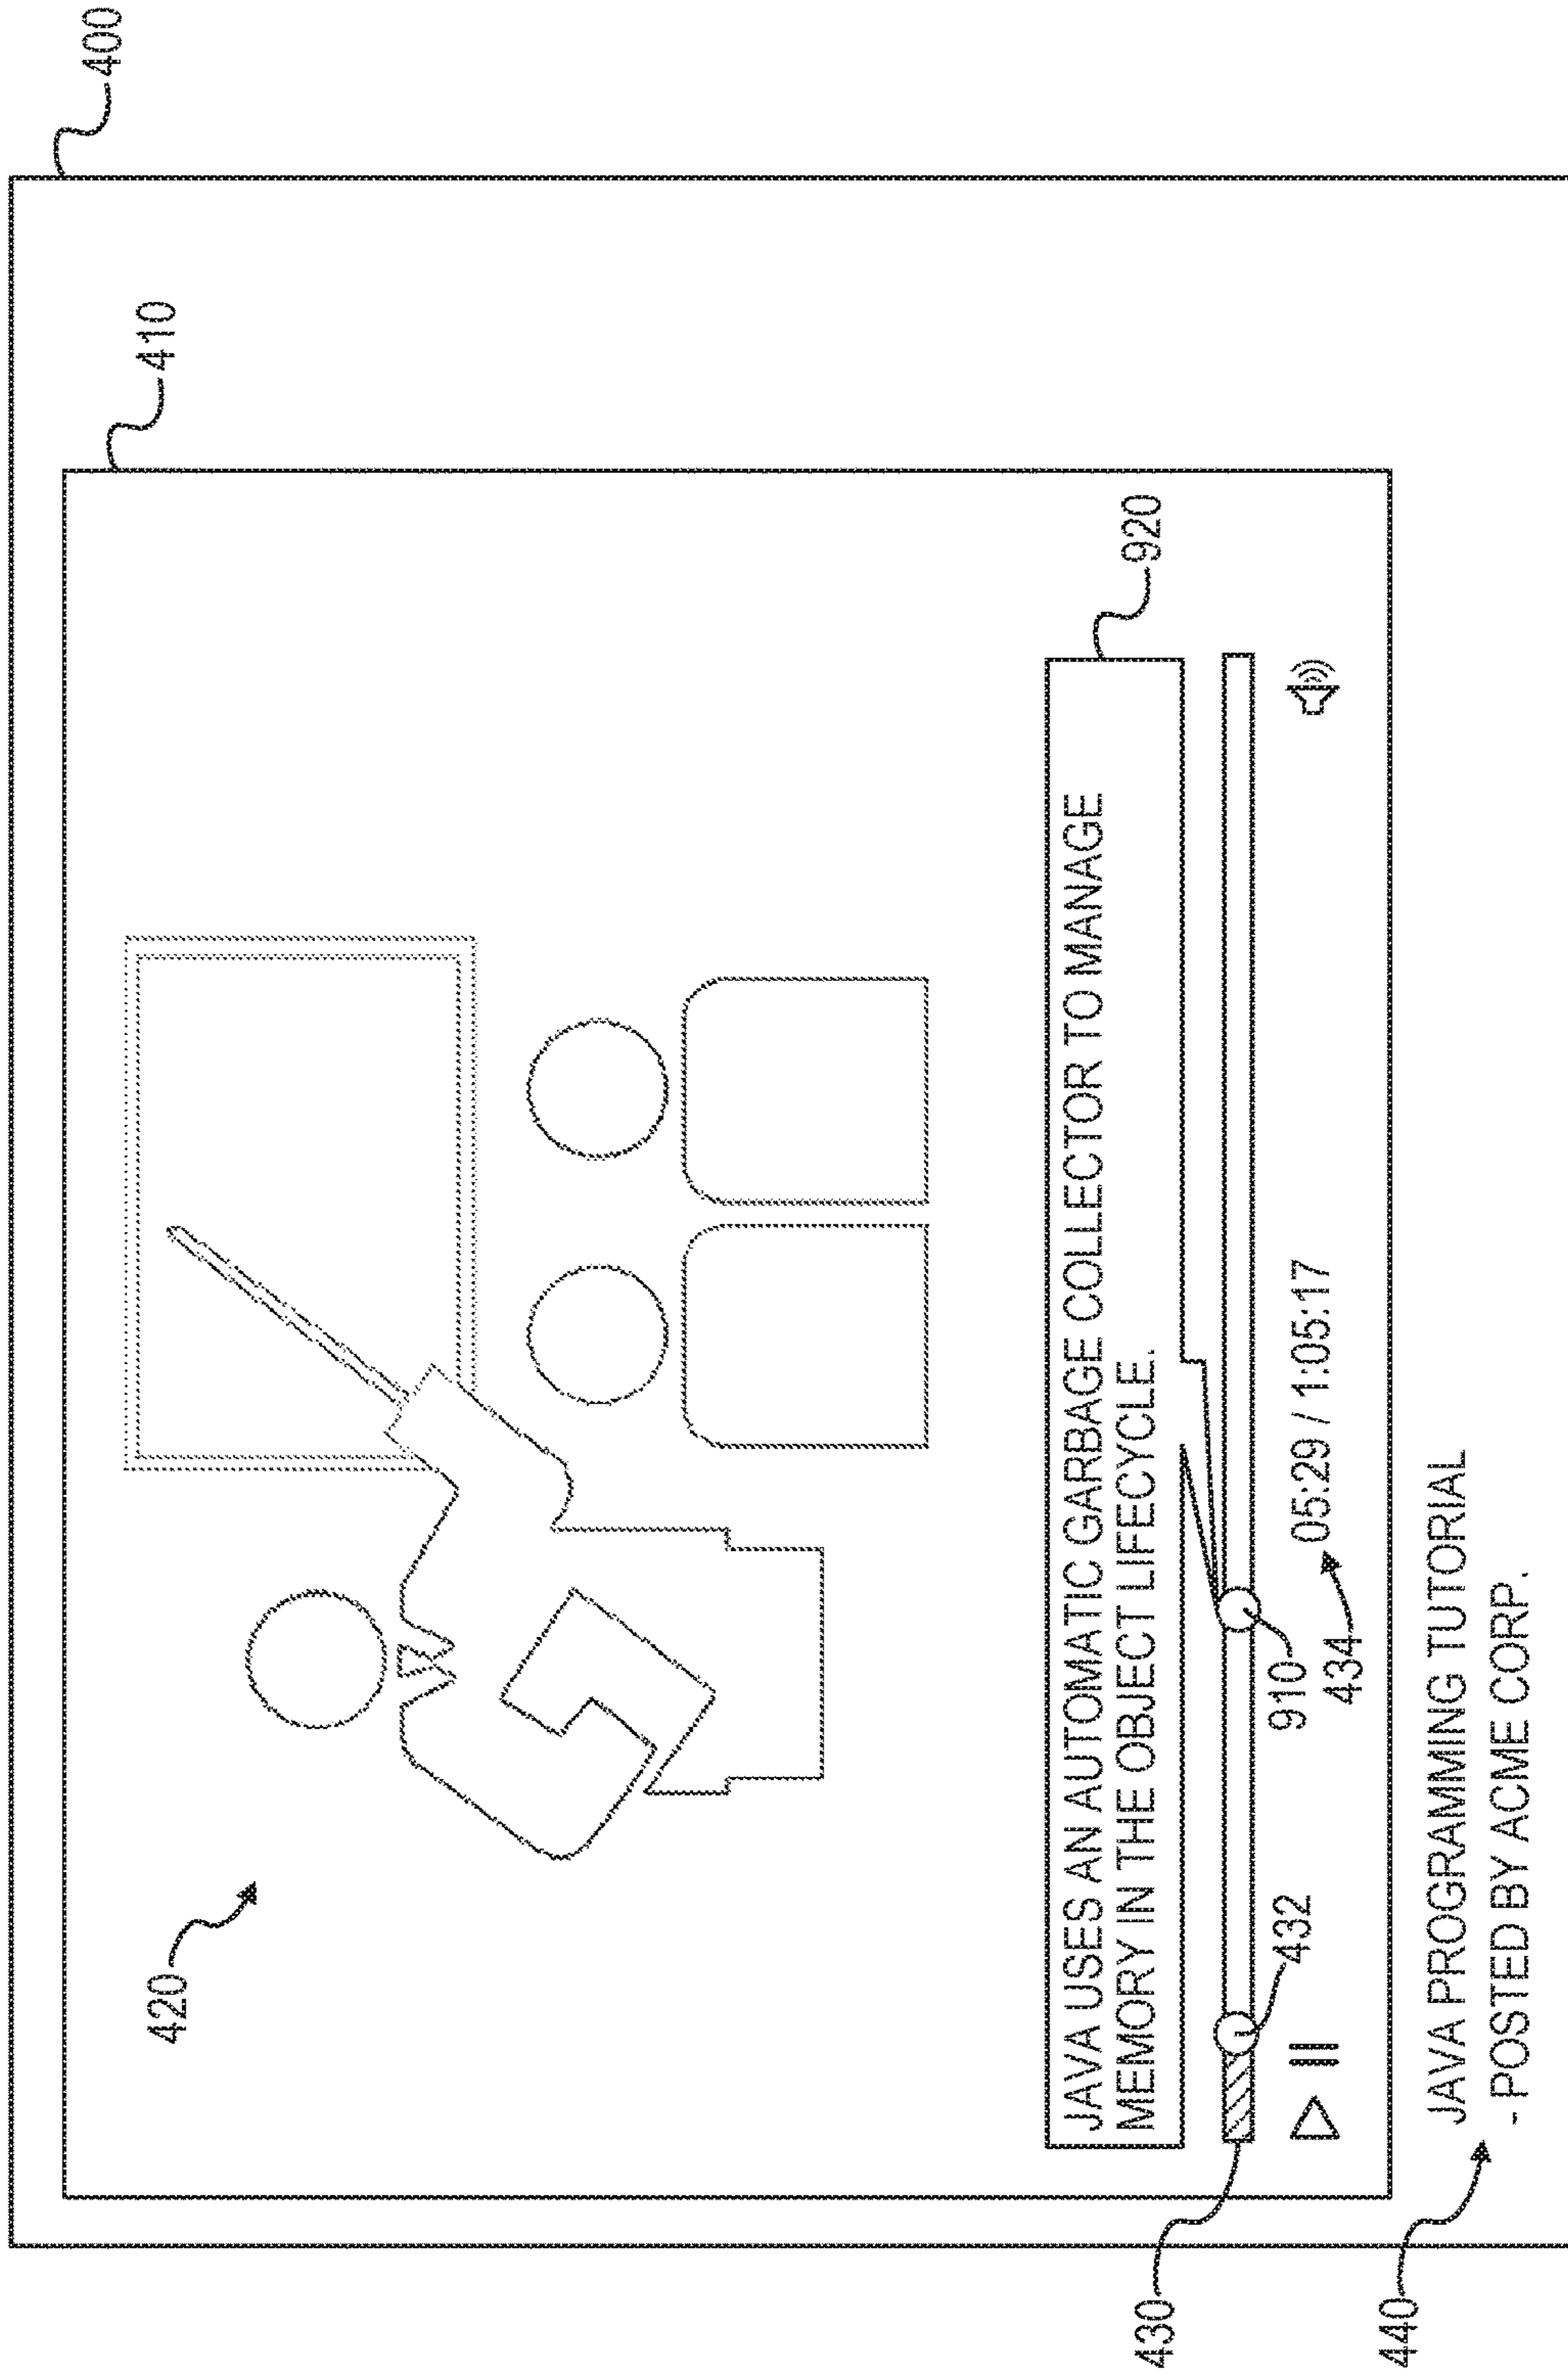 400
410
420
JAVA USES AN AUTOMATIC GARBAGE COLLECTOR TO MANAGE
MEMORY IN THE OBJECT LIFECYCLE.
920
430
432
910
434
05:29 / 1:05:17
440
JAVA PROGRAMMING TUTORIAL
- POSTED BY ACME CORP.